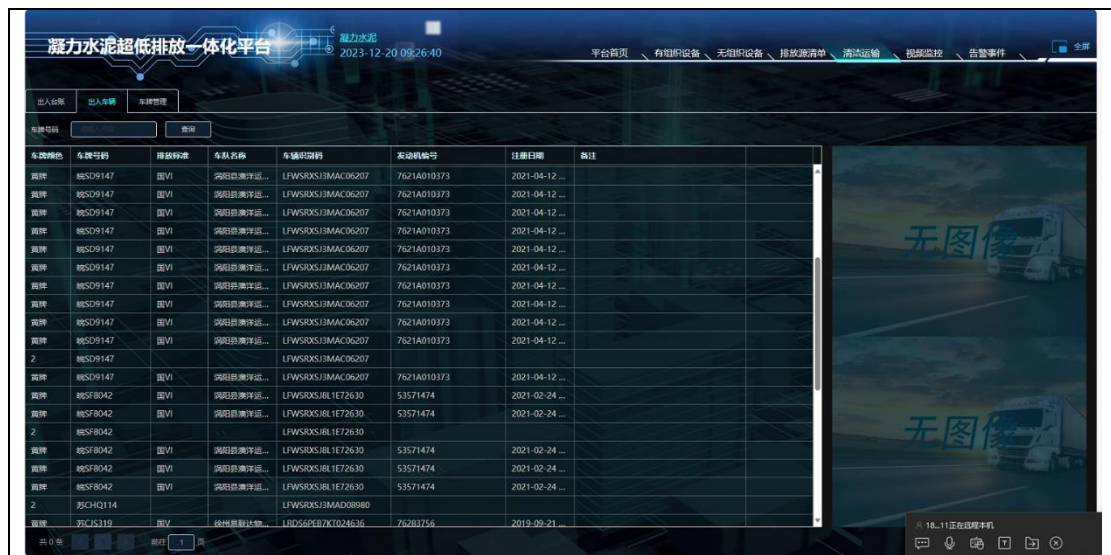 凝力水泥超低排放一体化平台
凝力水泥
2023-12-20 09:26:40
平台首页 有组织设备 无组织设备 排放源清单 清洁运输 视频监控 告警事件 全屏
出入台账 出入车辆 车牌管理
车牌号码 查询
车牌颜色 车牌号码 排放标准 车队名称 车辆识别码 发动机编号 注册日期 备注
黄牌 皖SD9147 国VI 涡阳县澳洋运... LFWSRXSJ3MAC06207 7621A010373 2021-04-12 ...
黄牌 皖SD9147 国VI 涡阳县澳洋运... LFWSRXSJ3MAC06207 7621A010373 2021-04-12 ...
黄牌 皖SD9147 国VI 涡阳县澳洋运... LFWSRXSJ3MAC06207 7621A010373 2021-04-12 ...
黄牌 皖SD9147 国VI 涡阳县澳洋运... LFWSRXSJ3MAC06207 7621A010373 2021-04-12 ...
黄牌 皖SD9147 国VI 涡阳县澳洋运... LFWSRXSJ3MAC06207 7621A010373 2021-04-12 ...
黄牌 皖SD9147 国VI 涡阳县澳洋运... LFWSRXSJ3MAC06207 7621A010373 2021-04-12 ...
黄牌 皖SD9147 国VI 涡阳县澳洋运... LFWSRXSJ3MAC06207 7621A010373 2021-04-12 ...
黄牌 皖SD9147 国VI 涡阳县澳洋运... LFWSRXSJ3MAC06207 7621A010373 2021-04-12 ...
黄牌 皖SD9147 国VI 涡阳县澳洋运... LFWSRXSJ3MAC06207 7621A010373 2021-04-12 ...
黄牌 皖SD9147 国VI 涡阳县澳洋运... LFWSRXSJ3MAC06207 7621A010373 2021-04-12 ...
2 皖SD9147 LFWSRXSJ3MAC06207
黄牌 皖SD9147 国VI 涡阳县澳洋运... LFWSRXSJ3MAC06207 7621A010373 2021-04-12 ...
黄牌 皖SF8042 国VI 涡阳县澳洋运... LFWSRXSJ8L1E72630 53571474 2021-02-24 ...
黄牌 皖SF8042 国VI 涡阳县澳洋运... LFWSRXSJ8L1E72630 53571474 2021-02-24 ...
2 皖SF8042 LFWSRXSJ8L1E72630
黄牌 皖SF8042 国VI 涡阳县澳洋运... LFWSRXSJ8L1E72630 53571474 2021-02-24 ...
黄牌 皖SF8042 国VI 涡阳县澳洋运... LFWSRXSJ8L1E72630 53571474 2021-02-24 ...
黄牌 皖SF8042 国VI 涡阳县澳洋运... LFWSRXSJ8L1E72630 53571474 2021-02-24 ...
2 苏CHQ114 LFWSRXSJ3MAD08980
黄牌 苏CJS319 国V LRDS6PEB7KT024636 76283756 2019-09-21 ...
无图像
无图像
共 0 条 前往 1 页
18...11正在远程本机